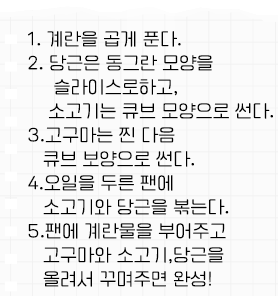 1. 계란을 곱게 푼다.
2. 당근은 동그란 모양을
슬라이스로하고,
소고기는 큐브 모양으로 썬다.
3.고구마는 찐 다음
큐브 보양으로 썬다.
4.오일을 두른 팬에
소고기와 당근을 볶는다.
5.팬에 계란물을 부어주고
고구마와 소고기,당근을
올려서 꾸며주면 완성!